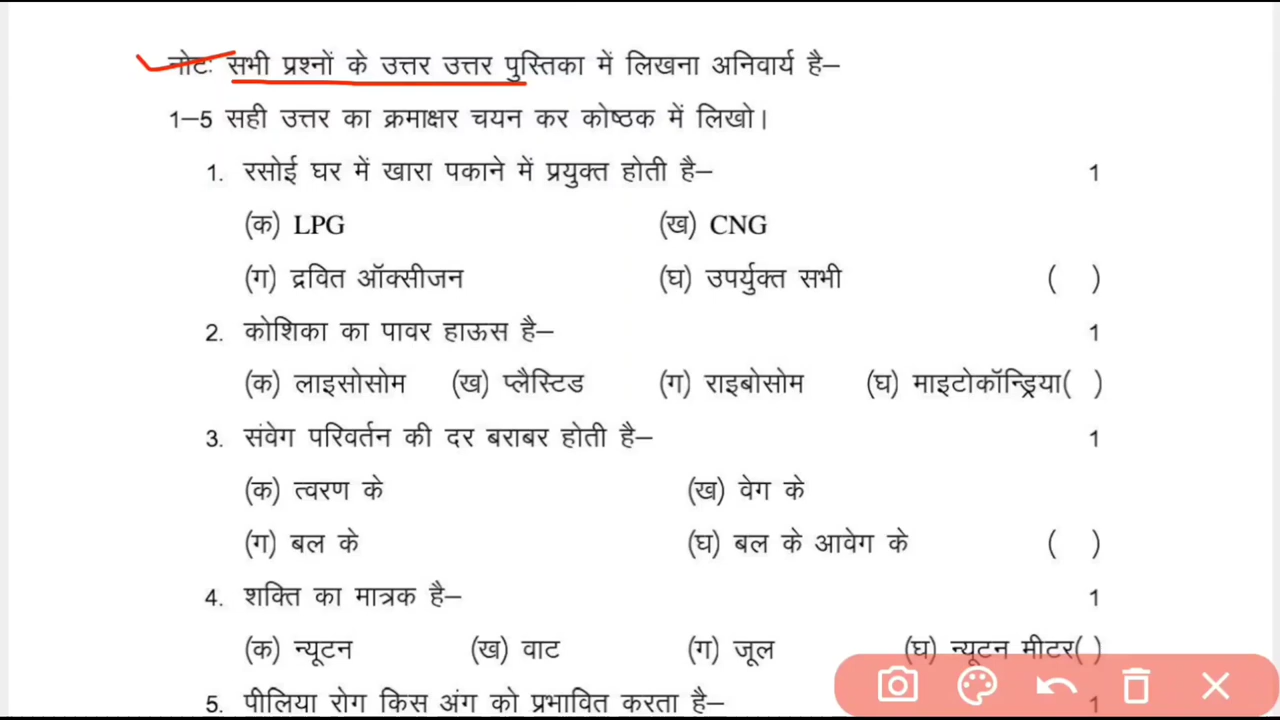 नोटः सभी प्रश्नों के उत्तर उत्तर पुस्तिका में लिखना अनिवार्य है–
1–5 सही उत्तर का क्रमाक्षर चयन कर कोष्ठक में लिखो।
1. रसोई घर में खारा पकाने में प्रयुक्त होती है– 1
(क) LPG (ख) CNG
(ग) द्रवित ऑक्सीजन (घ) उपर्युक्त सभी ( )
2. कोशिका का पावर हाऊस है– 1
(क) लाइसोसोम (ख) प्लैस्टिड (ग) राइबोसोम (घ) माइटोकॉन्ड्रिया( )
3. संवेग परिवर्तन की दर बराबर होती है– 1
(क) त्वरण के (ख) वेग के
(ग) बल के (घ) बल के आवेग के ( )
4. शक्ति का मात्रक है– 1
(क) न्यूटन (ख) वाट (ग) जूल (घ) न्यूटन मीटर( )
5. पीलिया रोग किस अंग को प्रभावित करता है– 1